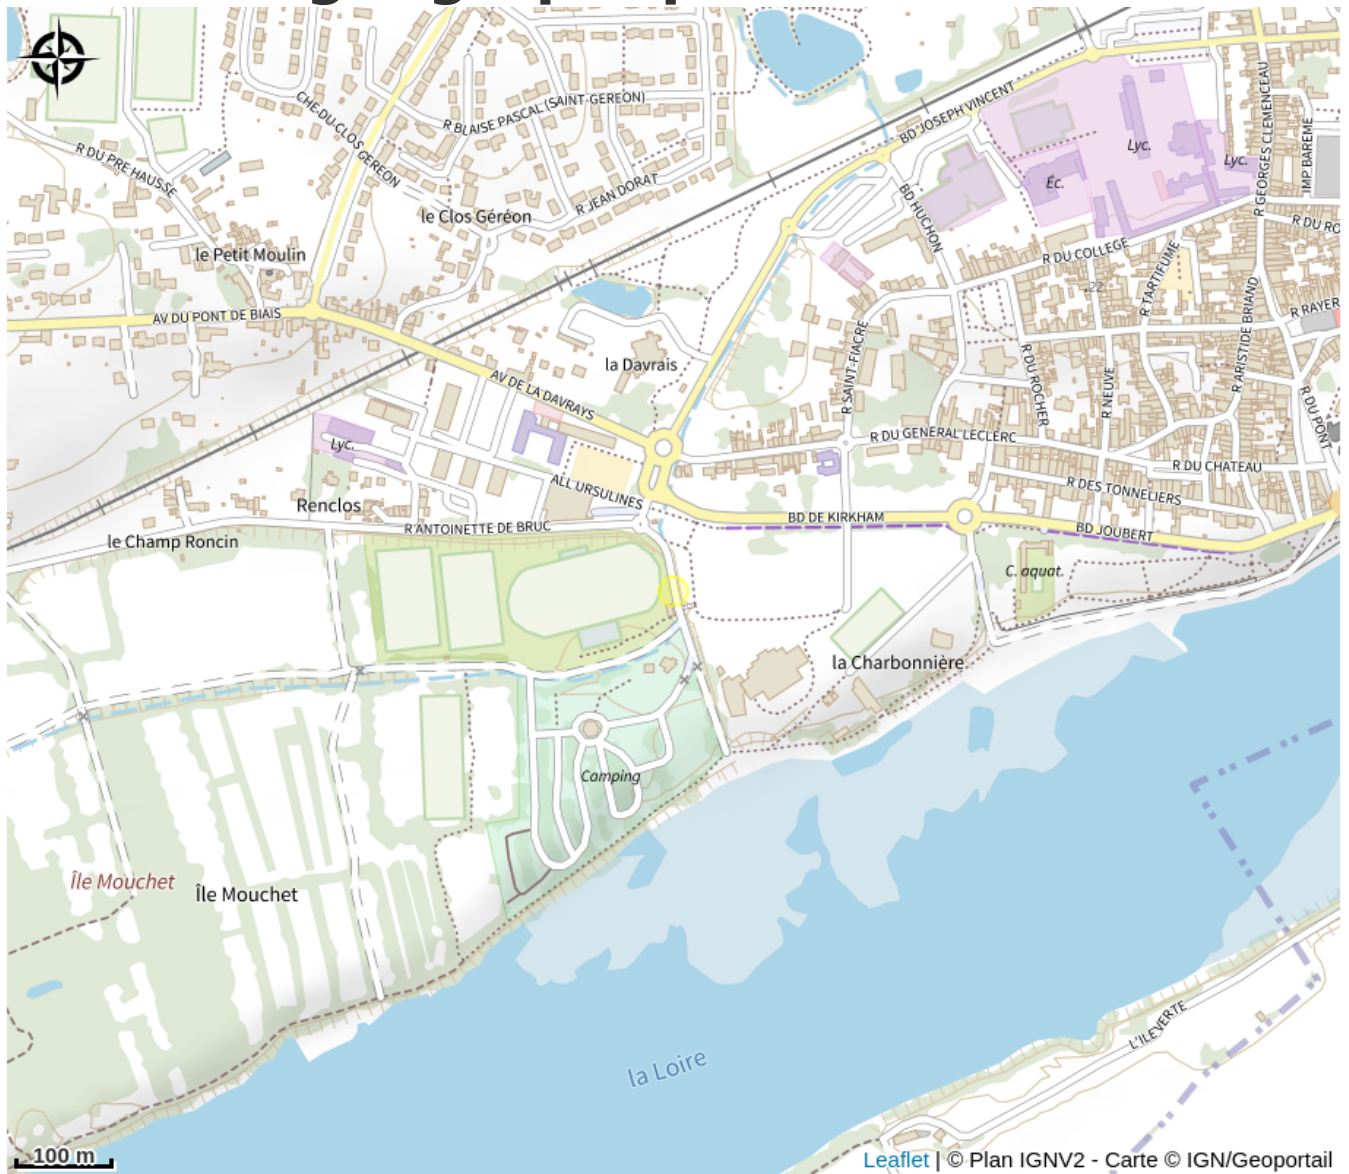 R DU PRE HAUSSE
CHE DU CLOS GEREON
R BLAISE PASCAL (SAINT-GEREON)
BD JOSEPH VINCENT
R GEORGES CLEMENCEAU
IMP BAREME
Lyc.
Lyc.
Éc.
R JEAN DORAT
le Clos Géréon
BD HUCHON
R DU RO
le Petit Moulin
R DU COLLEGE
R TARTIFUME
22
AV DU PONT DE BIAIS
R RAYER
la Davrais
R SAINT-FIACRE
R DU ROCHER
R NEUVE
R ARISTIDE BRIAND
AV DE LA DAVRAYS
R DU PONT
Lyc.
R DU GENERAL LECLERC
R DU CHATEAU
ALL URSULINES
R DES TONNELIERS
Renclos
R ANTOINETTE DE BRUC
BD DE KIRKHAM
BD JOUBERT
le Champ Roncin
C. aquat.
la Charbonnière
Camping
Île Mouchet
Île Mouchet
la Loire
L'ILE VERTE
100 m
Leaflet | © Plan IGNV2 - Carte © IGN/Geoportail